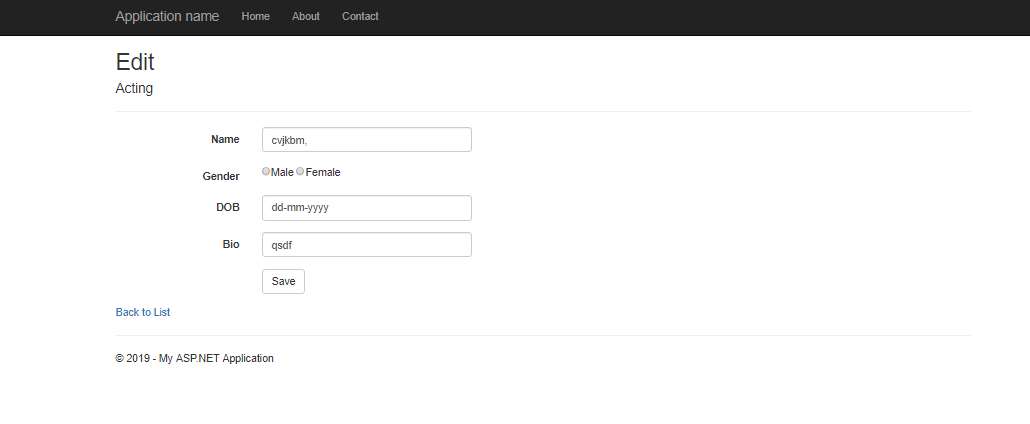 Application name Home About Contact
Edit
Acting
Name cvjkbm,
Gender Male Female
DOB dd-mm-yyyy
Bio qsdf
Save
Back to List
© 2019 - My ASP.NET Application